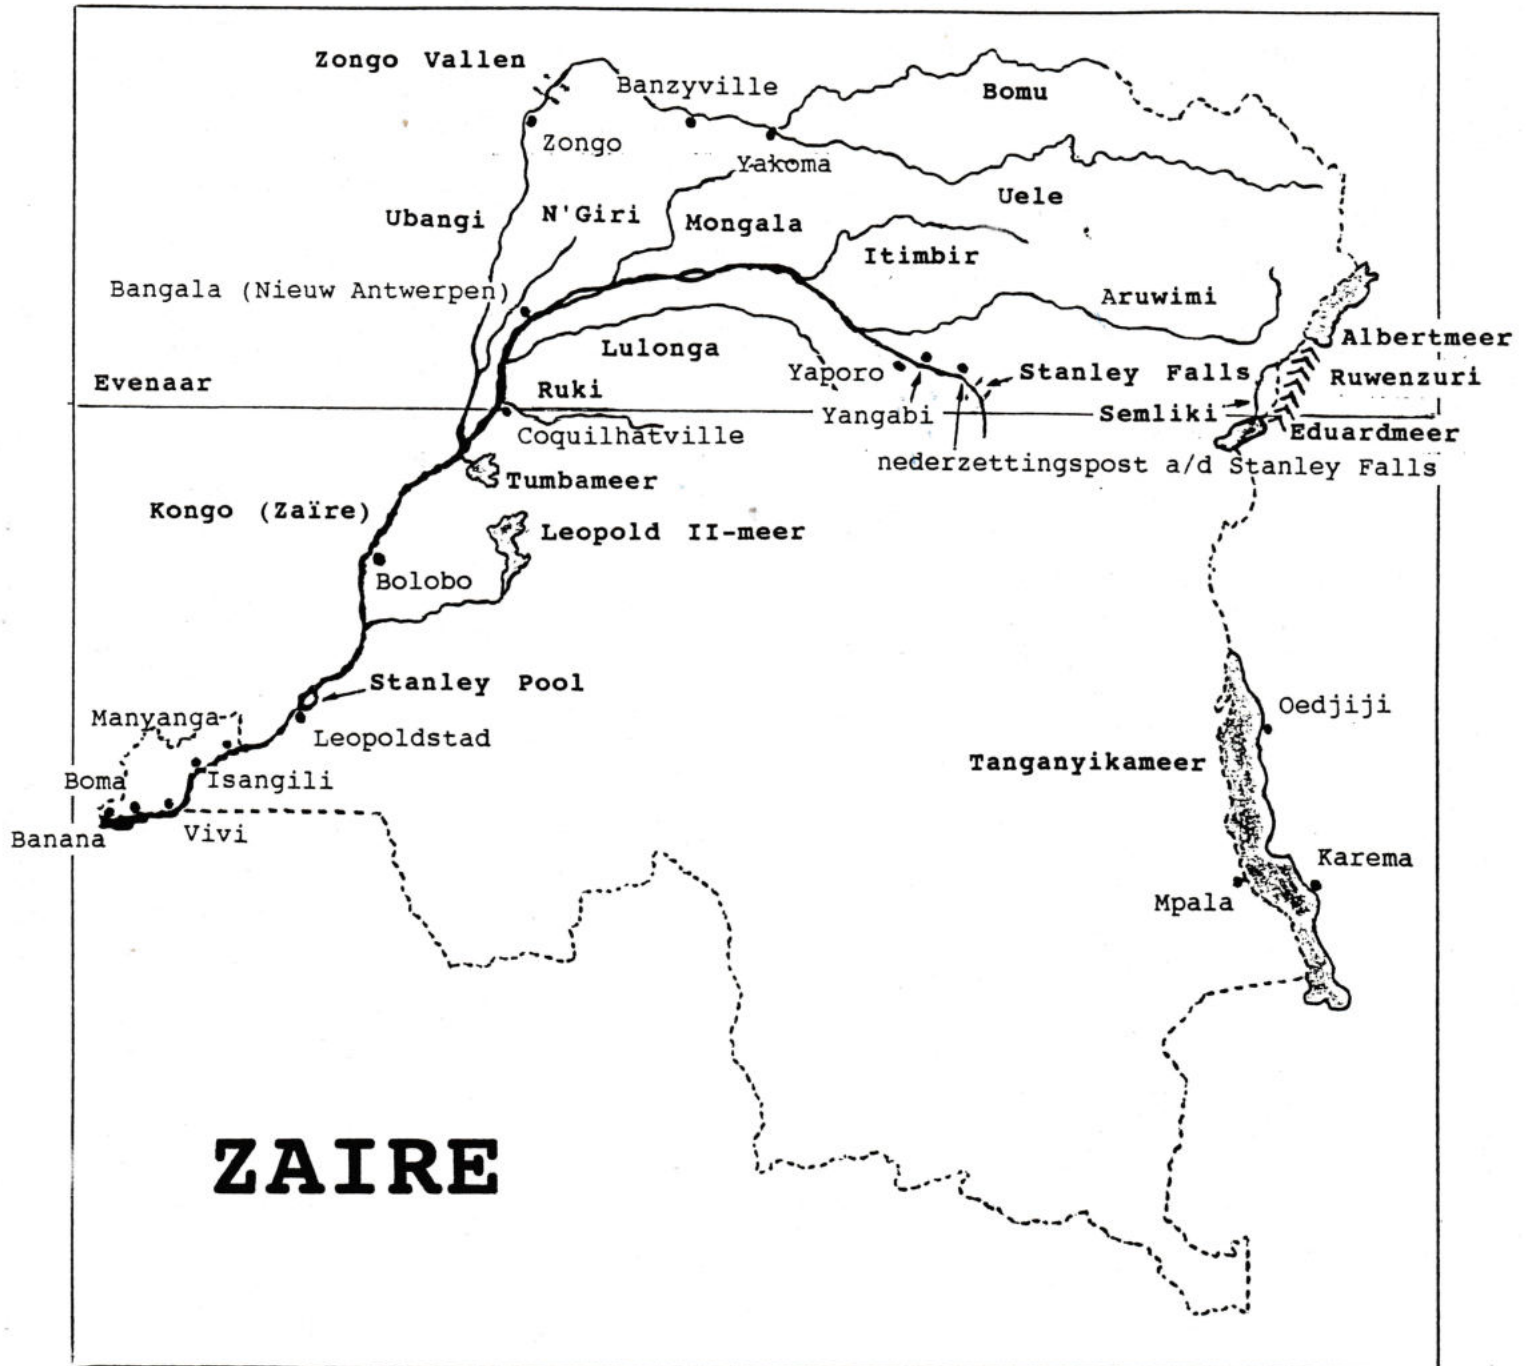 Zongo Vallen
Banzyville
Bomu
Zongo
Yakoma
Uele
Ubangi
N'Giri
Mongala
Itimbir
Bangala (Nieuw Antwerpen)
Aruwimi
Albertmeer
Lulonga
Stanley Falls
Ruwenzuri
Evenaar
Ruki
Yaporo
Yangabi
Semliki
Coquilhatville
Eduardmeer
nederzettingspost a/d Stanley Falls
Tumbameer
Kongo (Zaïre)
Leopold II-meer
Bolobo
Stanley Pool
Oedjiji
Manyanga
Leopoldstad
Tanganyikameer
Boma
Isangili
Banana
Vivi
Karema
Mpala
ZAIRE